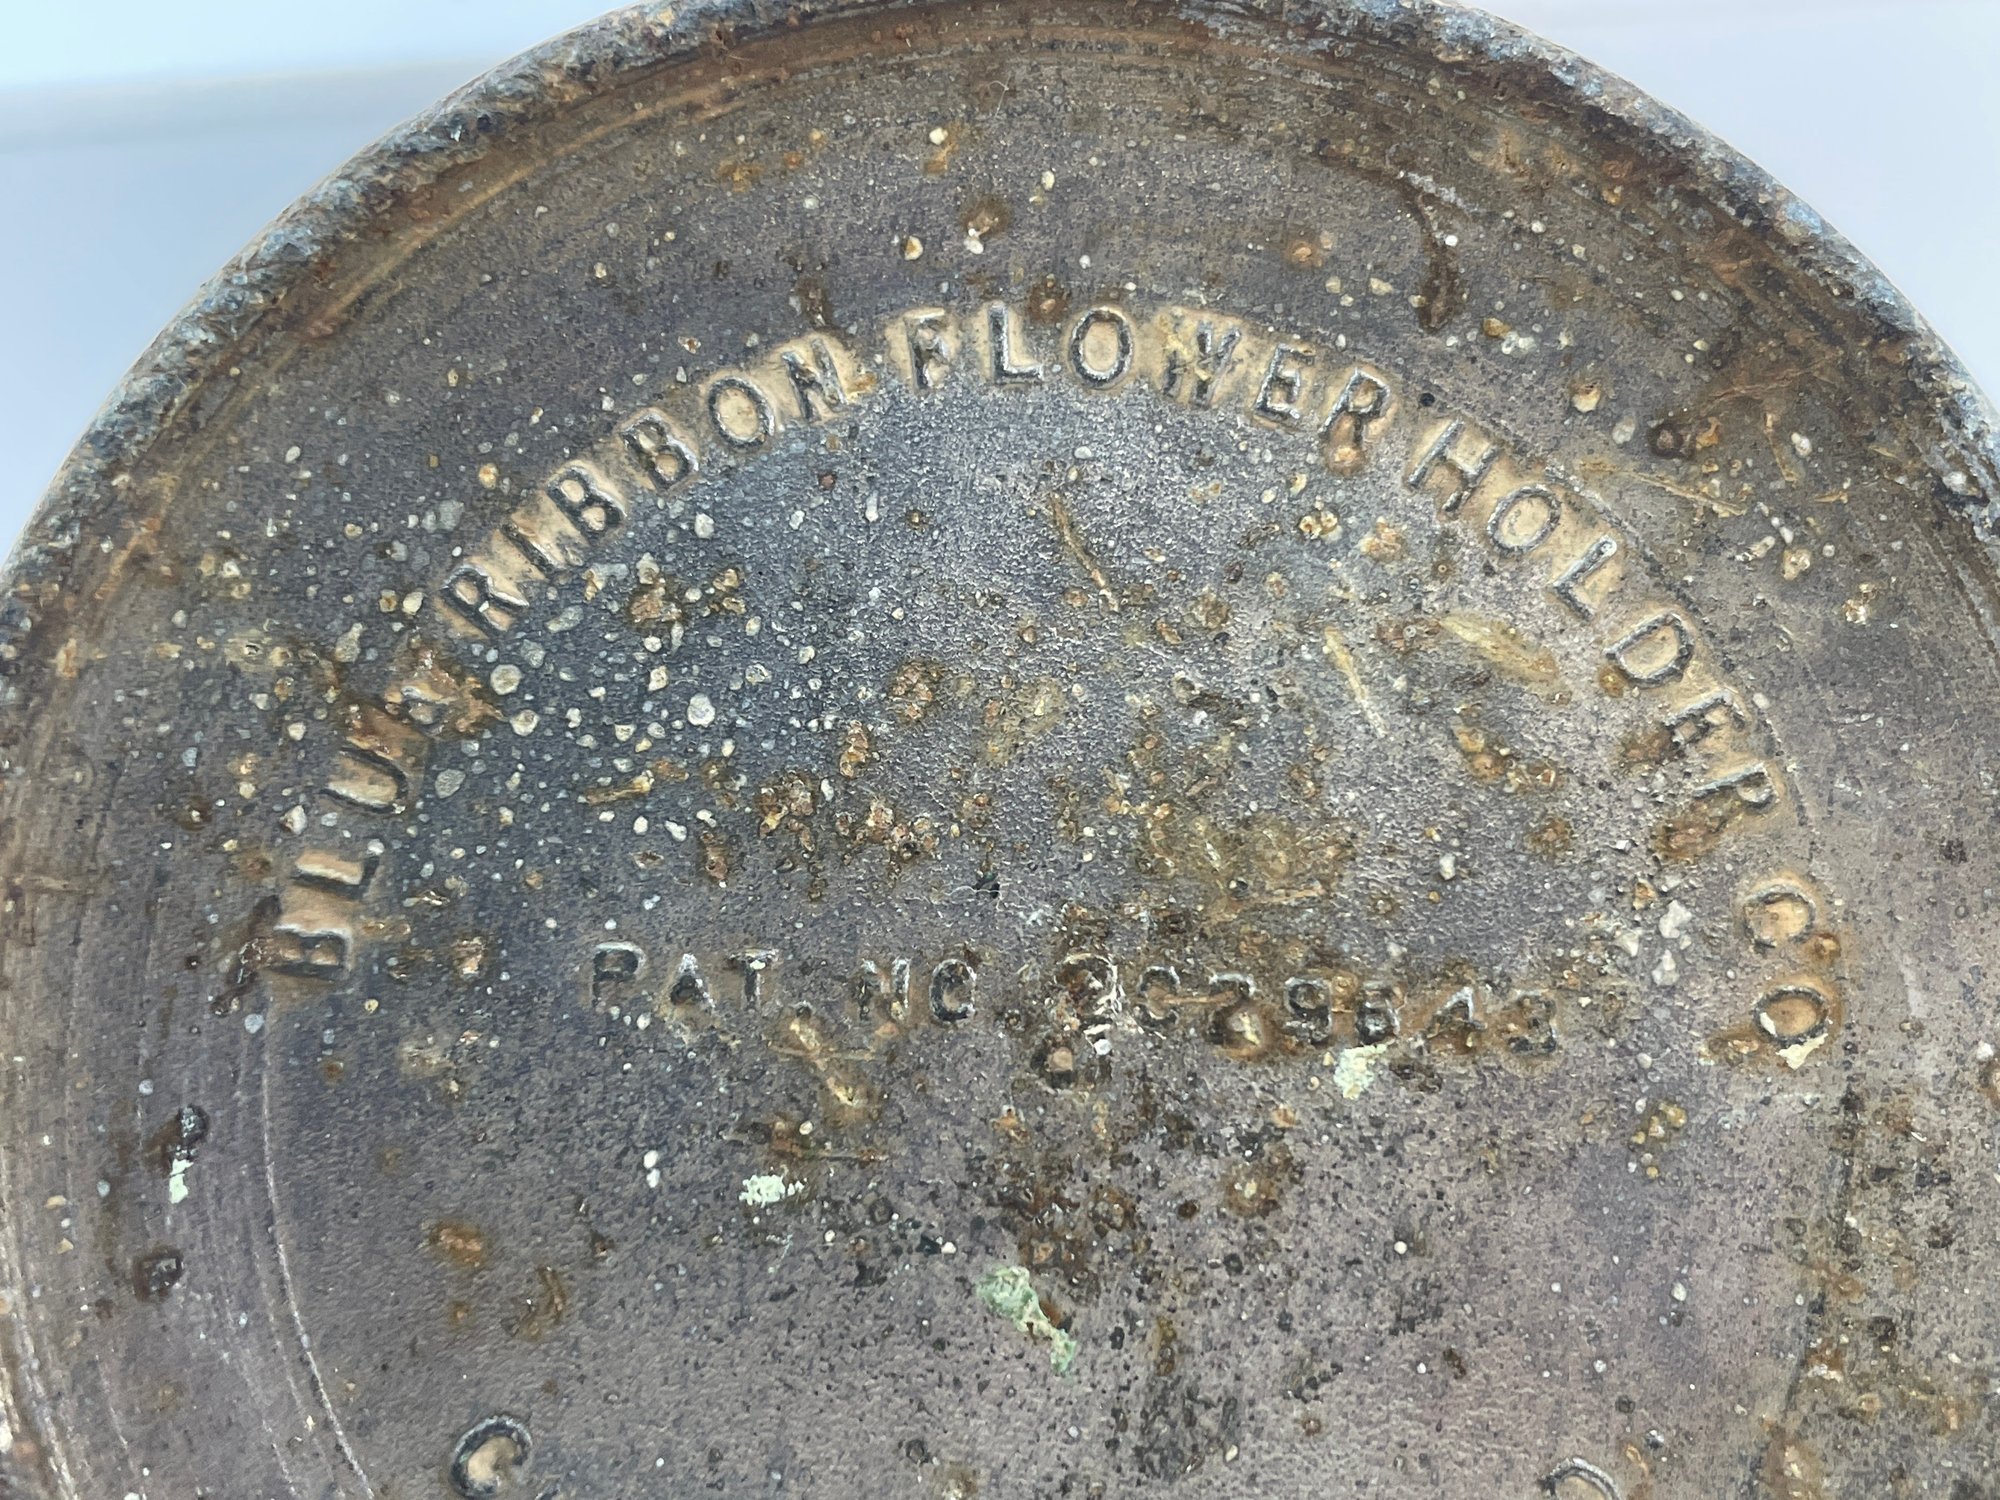 BLUE RIBBON FLOWER HOLDER CO
PAT. NO.